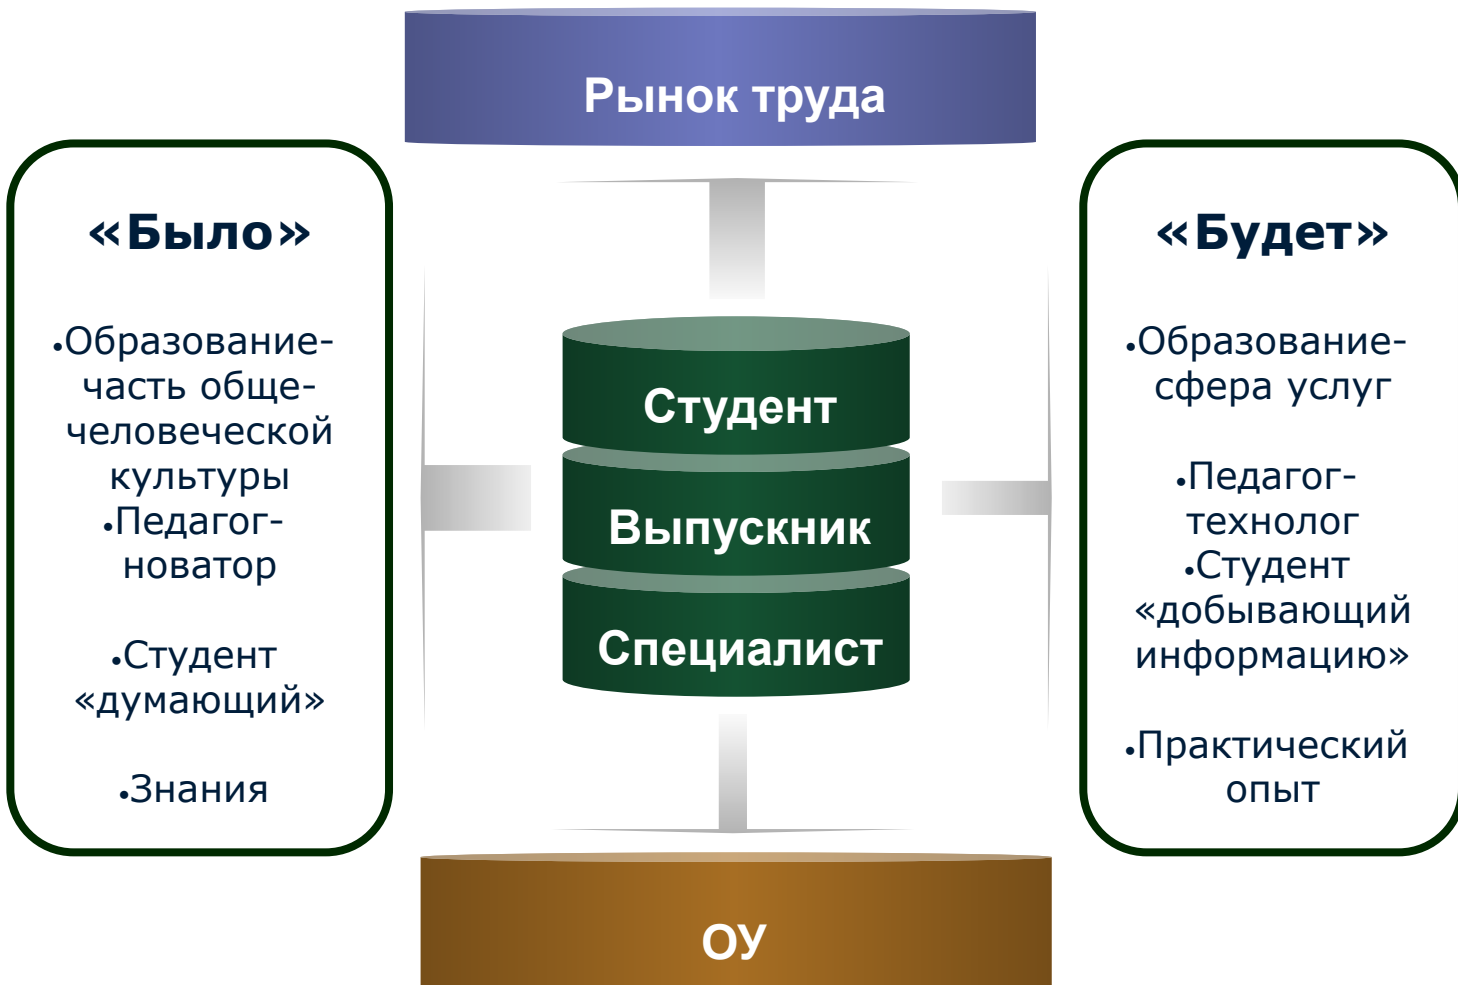 Рынок труда
«Было»
•Образование-
часть обще-
человеческой
культуры
•Педагог-
новатор
•Студент
«думающий»
•Знания
Студент
Выпускник
Специалист
«Будет»
•Образование-
сфера услуг
•Педагог-
технолог
•Студент
«добывающий
информацию»
•Практический
опыт
ОУ